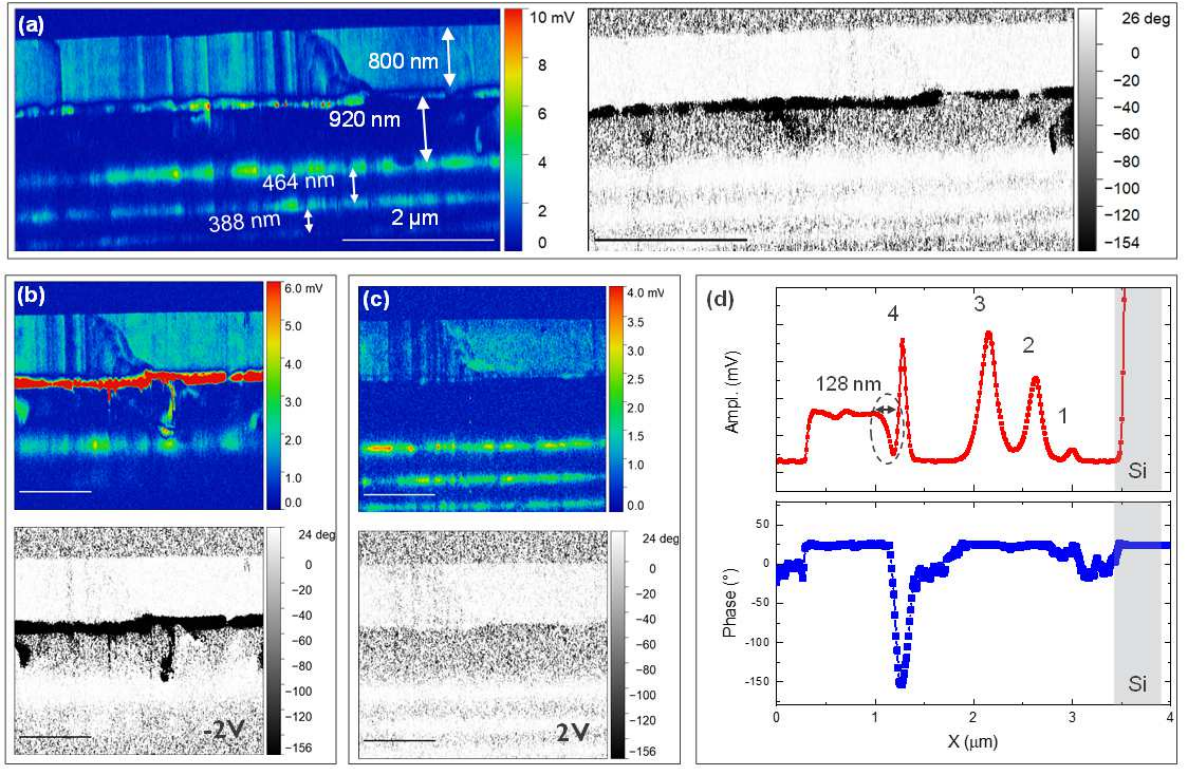 (a)
10 mV
8
6
4
2
0
800 nm
920 nm
464 nm
388 nm
2 µm
26 deg
0
−20
−40
−60
−80
−100
−120
−154
(b)
6.0 mV
5.0
4.0
3.0
2.0
1.0
0.0
24 deg
0
−20
−40
−60
−80
−100
−120
−156
-2V
(c)
4.0 mV
3.5
3.0
2.5
2.0
1.5
1.0
0.5
0.0
24 deg
0
−20
−40
−60
−80
−100
−120
−156
2V
(d)
Ampl. (mV)
128 nm
4
3
2
1
Si
Phase (°)
50
0
-50
-100
-150
Si
0
1
2
3
4
X (µm)